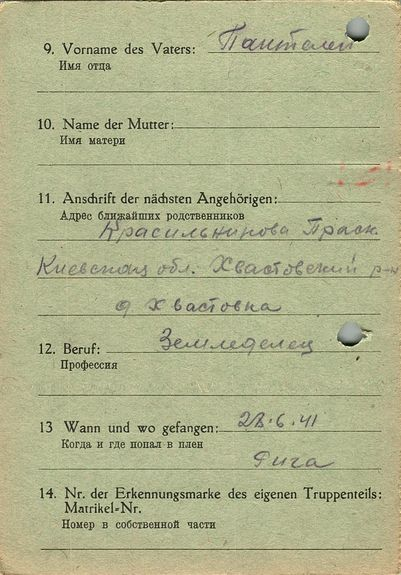 9. Vorname des Vaters: Пантелей
Имя отца
10. Name der Mutter:
Имя матери
11. Anschrift der nächsten Angehörigen:
Адрес ближайших родственников
Красильникова Праск.
Киевская обл. Хвастовский р-н
д Хвастовка
12. Beruf: Земледелец
Профессия
13 Wann und wo gefangen: 28.6.41
Когда и где попал в плен
Рига
14. Nr. der Erkennungsmarke des eigenen Truppenteils:
Matrikel-Nr.
Номер в собственной части